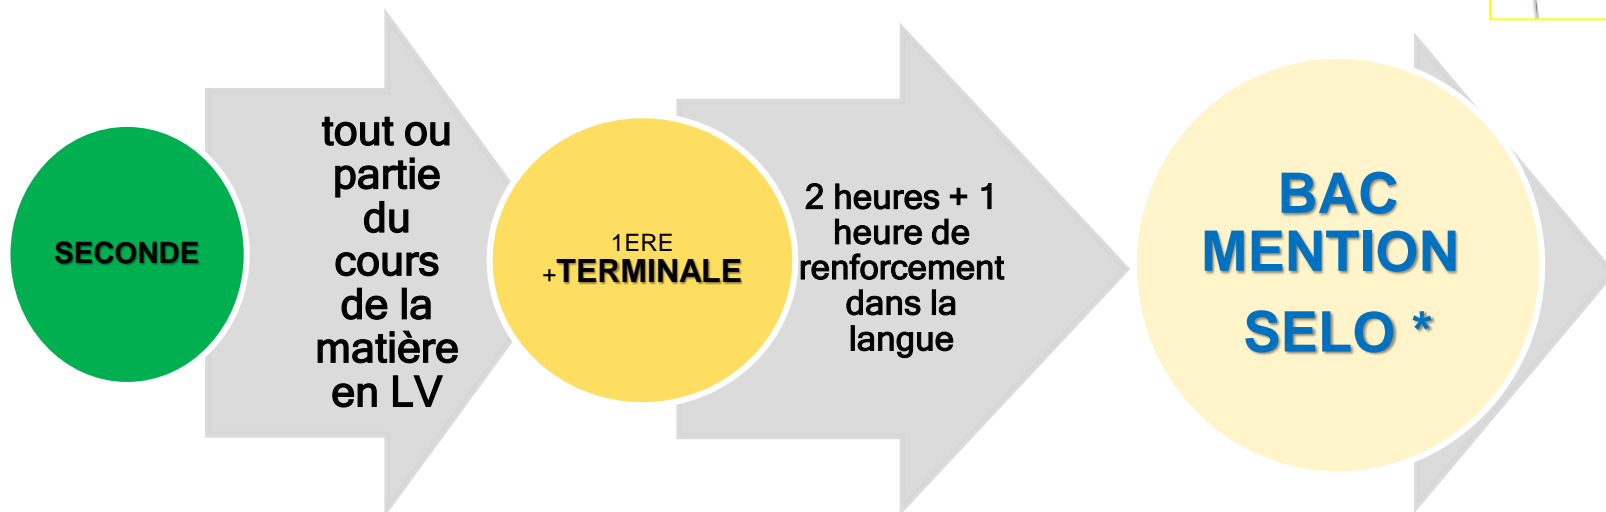 SECONDE
tout ou
partie
du
cours
de la
matière
en LV
1ERE
+TERMINALE
2 heures + 1
heure de
renforcement
dans la
langue
BAC
MENTION
SELO *